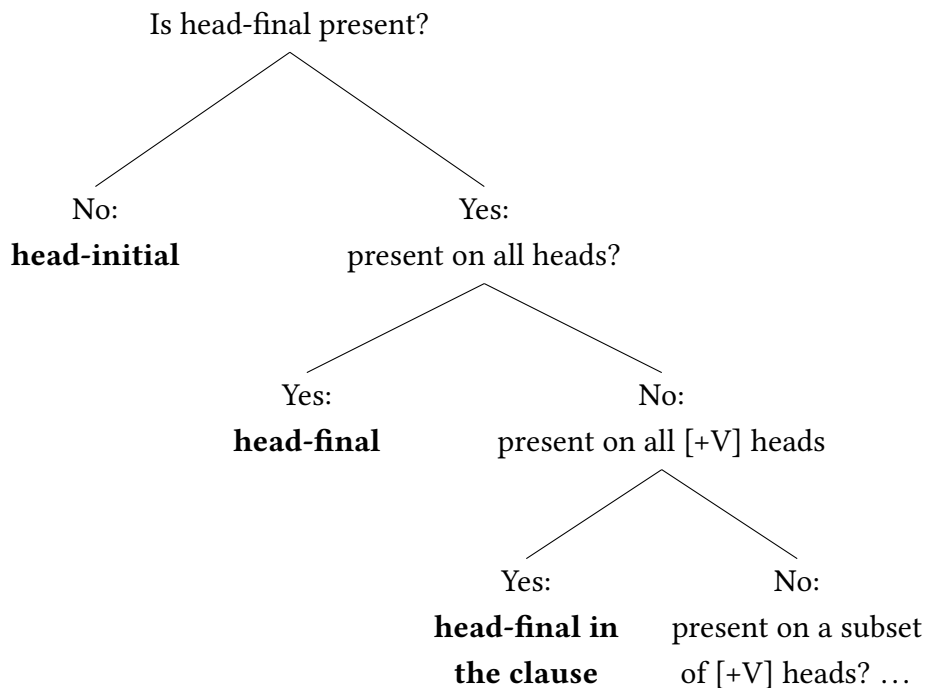 Is head-final present?
No:
head-initial
Yes:
present on all heads?
Yes:
head-final
No:
present on all [+V] heads
Yes:
head-final in
the clause
No:
present on a subset
of [+V] heads? …